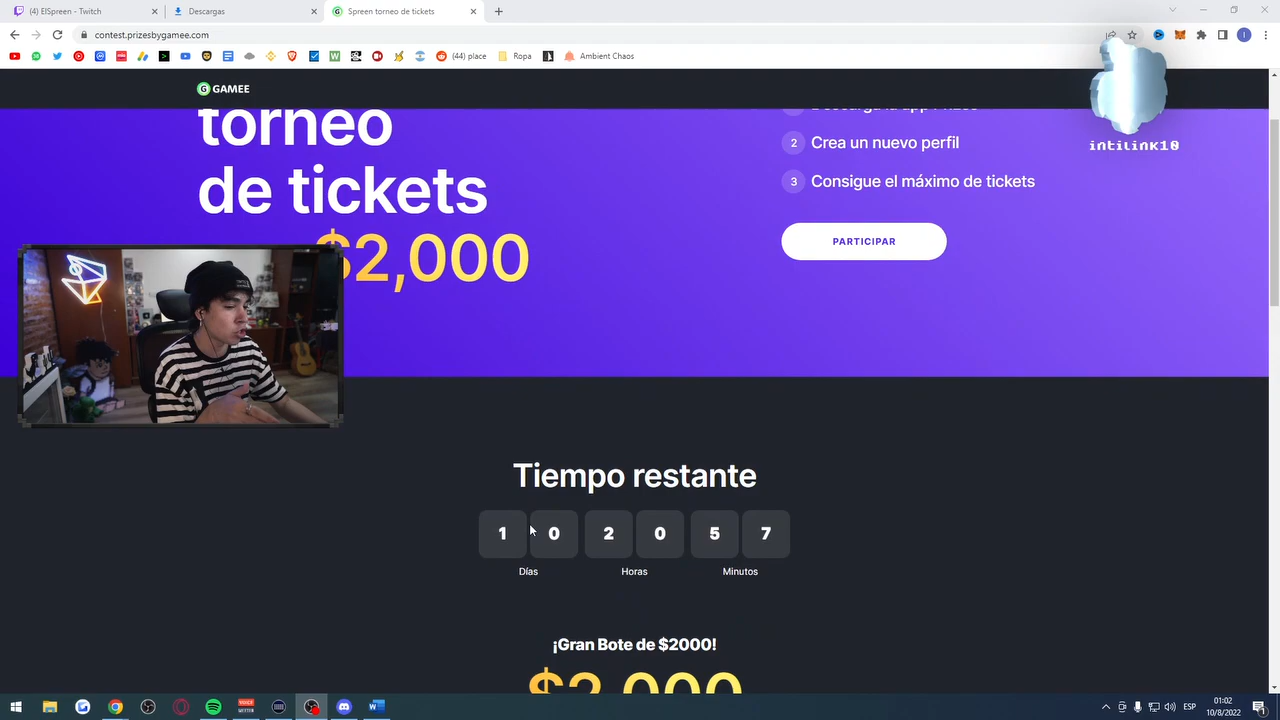 (4) ElSpreen - Twitch
Descargas
Spreen torneo de tickets
contest.prizesbygamee.com
(44) place
Ropa
Ambient Chaos
G GAMEE
torneo
de tickets
$2,000
2 Crea un nuevo perfil
3 Consigue el máximo de tickets
PARTICIPAR
intilink10
Tiempo restante
1 0 2 0 5 7
Días Horas Minutos
¡Gran Bote de $2000!
$2,000
ESP
01:02
10/8/2022